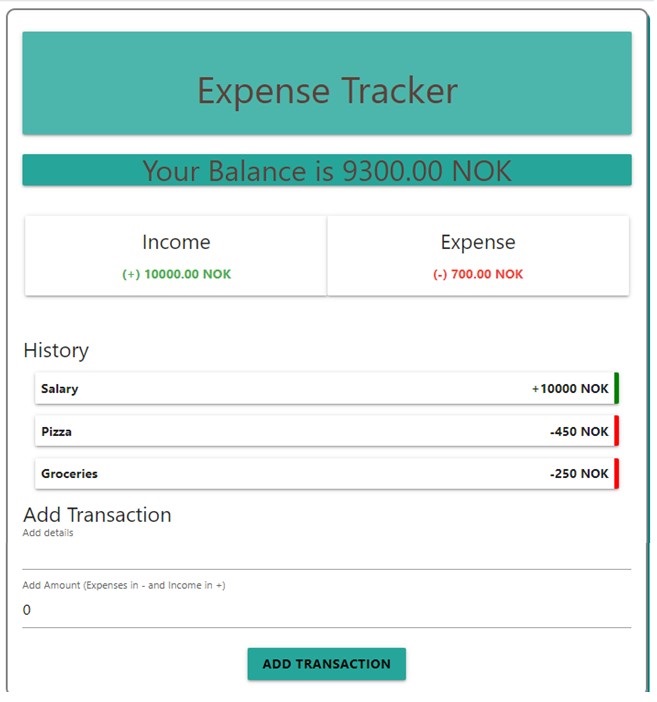 Expense Tracker
Your Balance is 9300.00 NOK
Income
(+) 10000.00 NOK
Expense
(-) 700.00 NOK
History
Salary +10000 NOK
Pizza -450 NOK
Groceries -250 NOK
Add Transaction
Add details
Add Amount (Expenses in - and Income in +)
0
ADD TRANSACTION